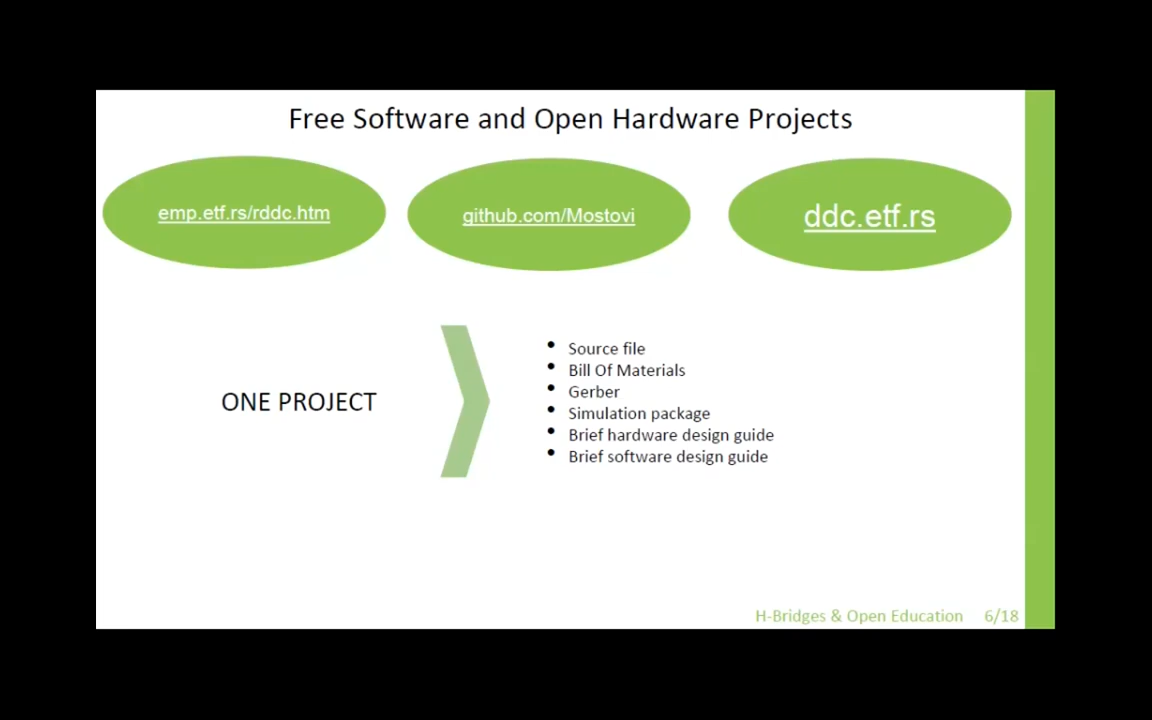 Free Software and Open Hardware Projects
emp.etf.rs/rddc.htm
github.com/Mostovi
ddc.etf.rs
ONE PROJECT
• Source file
• Bill Of Materials
• Gerber
• Simulation package
• Brief hardware design guide
• Brief software design guide
H-Bridges & Open Education 6/18